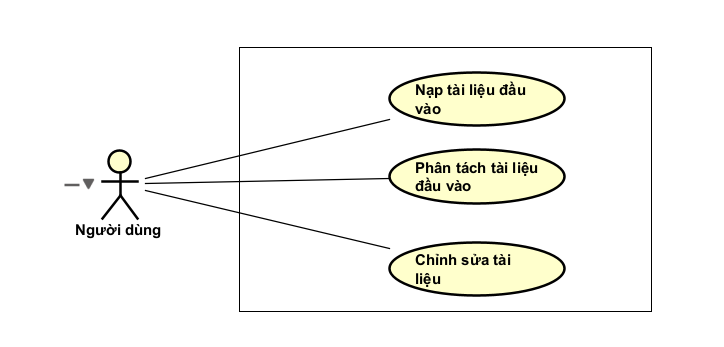 Nạp tài liệu đầu
vào
Phân tách tài liệu
đầu vào
Người dùng
Chỉnh sửa tài
liệu